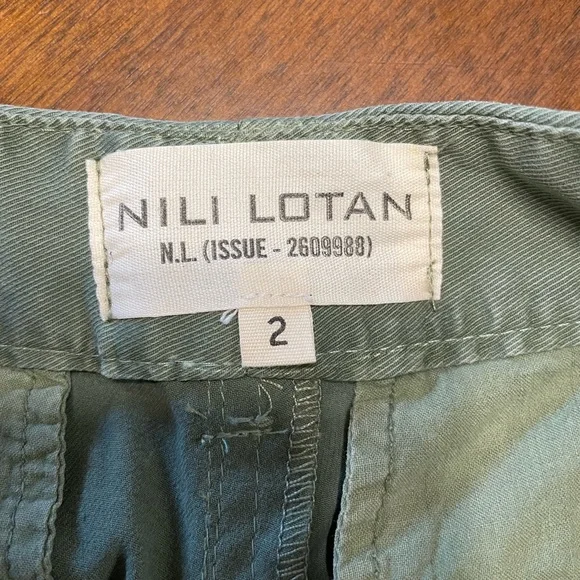 NILI LOTAN
N.L. (ISSUE - 2609988)
2